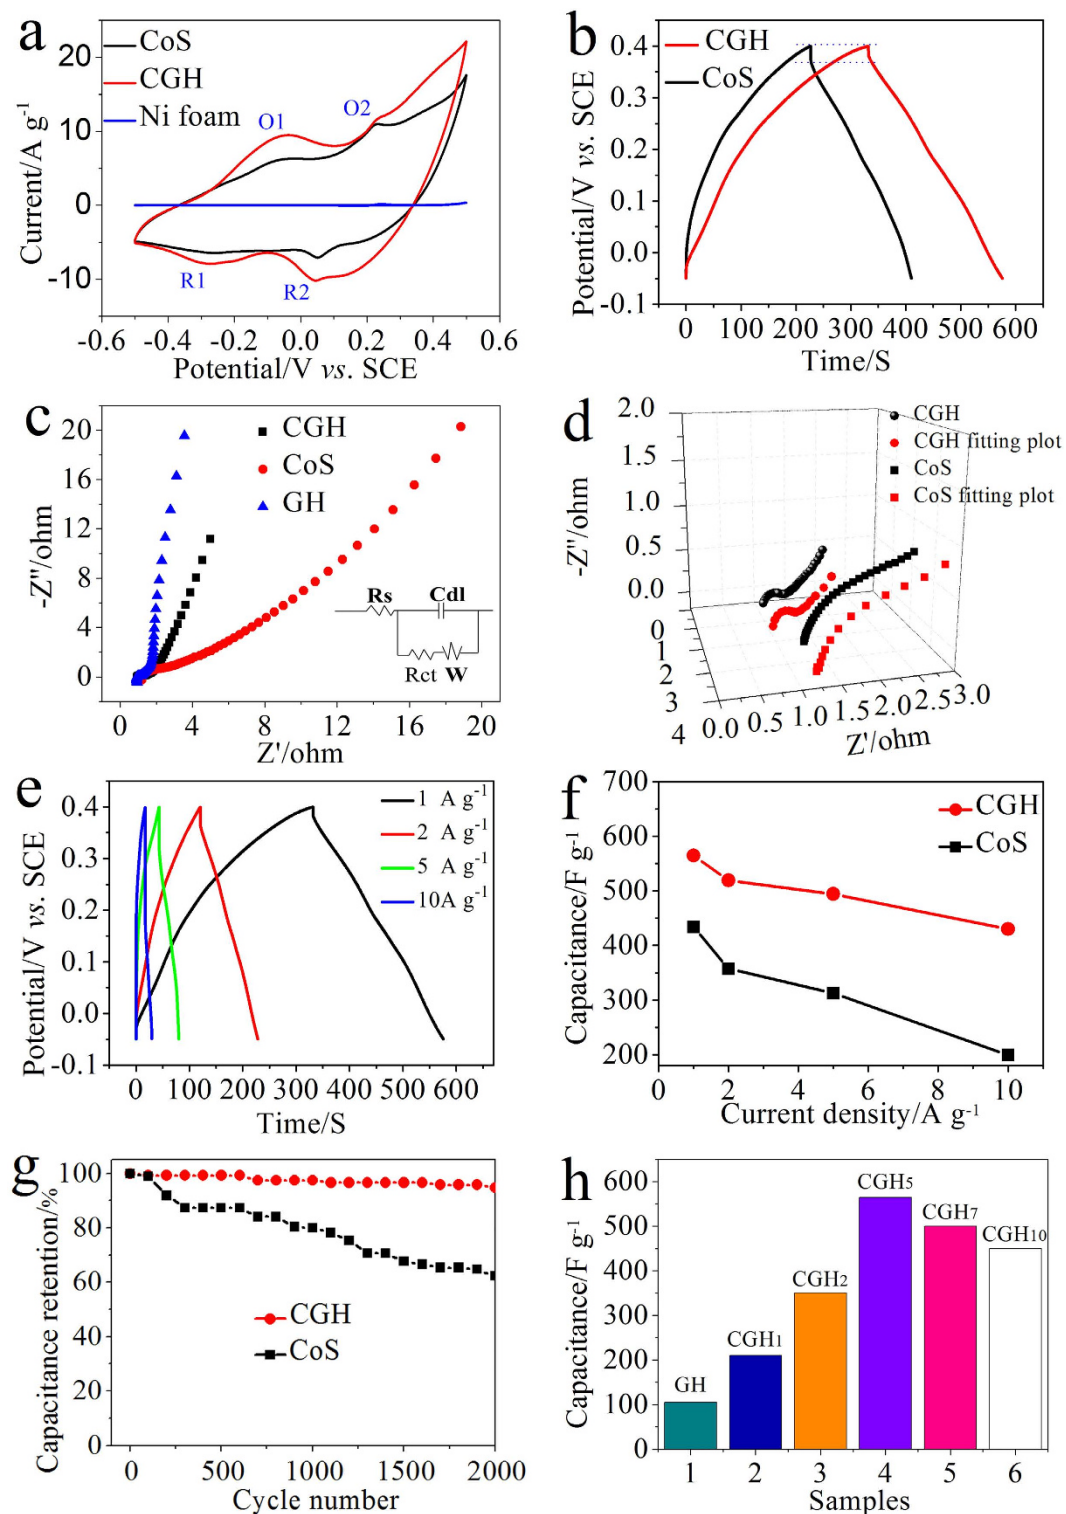 a
CoS
CGH
Ni foam
O1
O2
R1
R2
20
10
0
-10
-0.6 -0.4 -0.2 0.0 0.2 0.4 0.6
Current/A g-1
Potential/V vs. SCE
b
CGH
CoS
0.4
0.3
0.2
0.1
0.0
-0.1
0 100 200 300 400 500 600
Potential/V vs. SCE
Time/S
c
CGH
CoS
GH
20
16
12
8
4
0
0 4 8 12 16 20
-Z''/ohm
Z'/ohm
Rs
Cdl
Rct
W
d
CGH
CGH fitting plot
CoS
CoS fitting plot
2.0
1.5
1.0
0.5
0.0
0
1
2
3
4
0.0 0.5 1.0 1.5 2.0 2.5 3.0
-Z''/ohm
Z'/ohm
e
1 A g-1
2 A g-1
5 A g-1
10A g-1
0.4
0.3
0.2
0.1
0.0
-0.1
0 100 200 300 400 500 600
Potential/V vs. SCE
Time/S
f
CGH
CoS
700
600
500
400
300
200
0 2 4 6 8 10
Capacitance/F g-1
Current density/A g-1
g
CGH
CoS
100
80
60
40
20
0
0 500 1000 1500 2000
Capacitance retention/%
Cycle number
h
GH
CGH1
CGH2
CGH5
CGH7
CGH10
600
500
400
300
200
100
0
1 2 3 4 5 6
Capacitance/F g-1
Samples